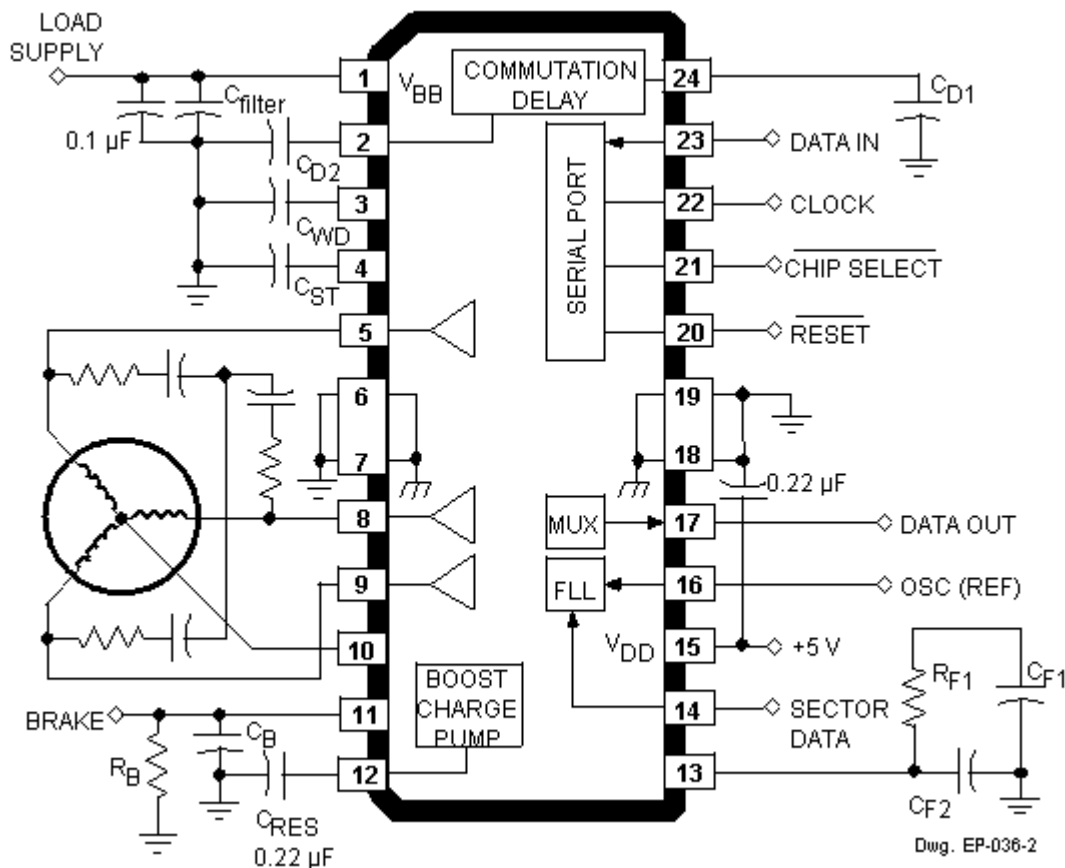 LOAD
SUPPLY
0.1 µF
Cfilter
CD2
CWD
CST
1
2
3
4
5
6
7
8
9
10
11
12
VBB
COMMUTATION
DELAY
SERIAL PORT
MUX
FLL
VDD
BOOST
CHARGE
PUMP
24
23
22
21
20
19
18
17
16
15
14
13
CD1
DATA IN
CLOCK
CHIP SELECT
RESET
0.22 µF
DATA OUT
OSC (REF)
+5 V
SECTOR
DATA
RF1
CF1
CF2
BRAKE
RB
CB
CRES
0.22 µF
Dwg. EP-036-2